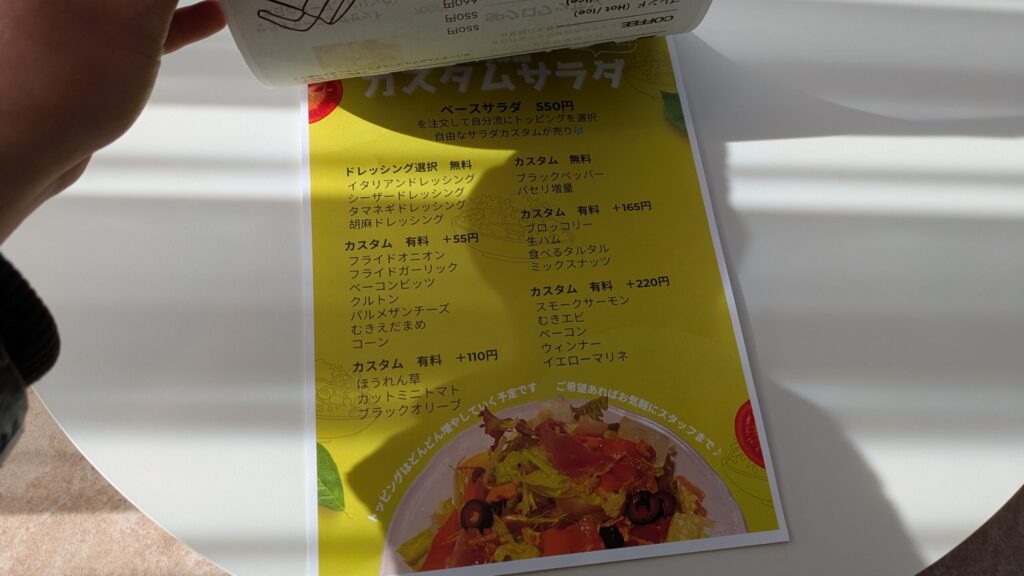 カスタムサラダ
ベースサラダ 550円
を注文して自分流にトッピングを選択
自由なサラダカスタムが売り
ドレッシング選択 無料
イタリアンドレッシング
シーザードレッシング
タマネギドレッシング
胡麻ドレッシング
カスタム 有料 +55円
フライドオニオン
フライドガーリック
ベーコンビッツ
クルトン
パルメザンチーズ
むきえだまめ
コーン
カスタム 有料 +110円
ほうれん草
カットミニトマト
ブラックオリーブ
カスタム 無料
ブラックペッパー
パセリ増量
カスタム 有料 +165円
ブロッコリー
生ハム
食べるタルタル
ミックスナッツ
カスタム 有料 +220円
スモークサーモン
むきエビ
ベーコン
ウィンナー
イエローマリネ
トッピングはどんどん増やしていく予定です ご希望あればお気軽にスタッフまで♪
COFFEE
ブレンド (Hot/Ice)
550円
550円